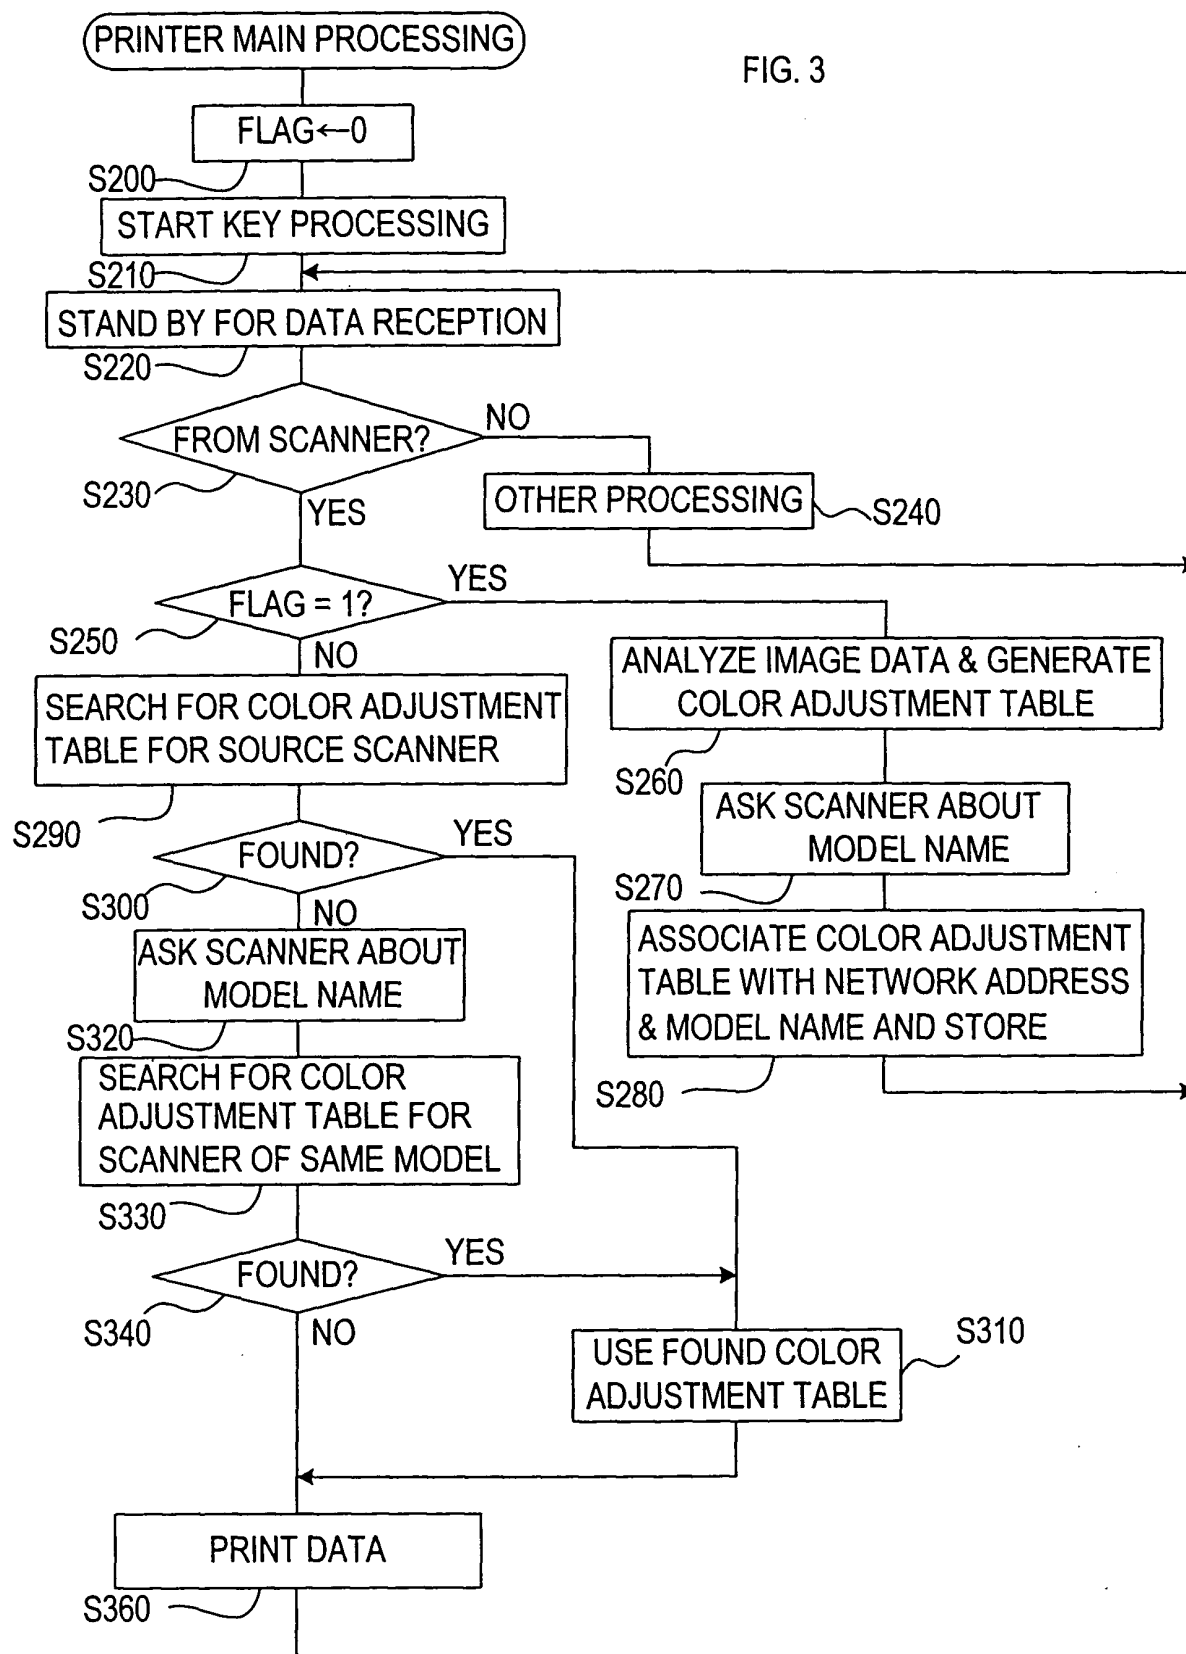 PRINTER MAIN PROCESSING
FIG. 3
FLAG←0
S200
START KEY PROCESSING
S210
STAND BY FOR DATA RECEPTION
S220
FROM SCANNER?
NO
S230
YES
OTHER PROCESSING
S240
FLAG = 1?
YES
S250
NO
ANALYZE IMAGE DATA & GENERATE
COLOR ADJUSTMENT TABLE
S260
SEARCH FOR COLOR ADJUSTMENT
TABLE FOR SOURCE SCANNER
S290
ASK SCANNER ABOUT
MODEL NAME
S270
FOUND?
YES
S300
NO
ASSOCIATE COLOR ADJUSTMENT
TABLE WITH NETWORK ADDRESS
& MODEL NAME AND STORE
S280
ASK SCANNER ABOUT
MODEL NAME
S320
SEARCH FOR COLOR
ADJUSTMENT TABLE FOR
SCANNER OF SAME MODEL
S330
FOUND?
YES
S340
NO
USE FOUND COLOR
ADJUSTMENT TABLE
S310
PRINT DATA
S360